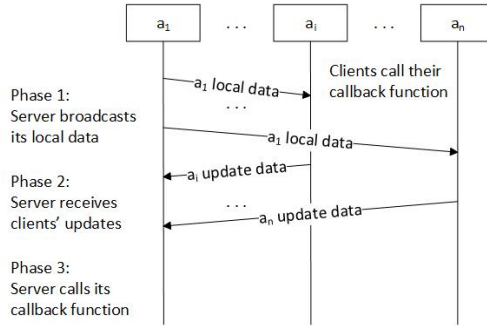 a1 ... ai ... an
Clients call their
callback function
a1 local data
...
Phase 1:
Server broadcasts
its local data
a1 local data
ai update data
Phase 2:
Server receives
clients' updates
...
an update data
Phase 3:
Server calls its
callback function